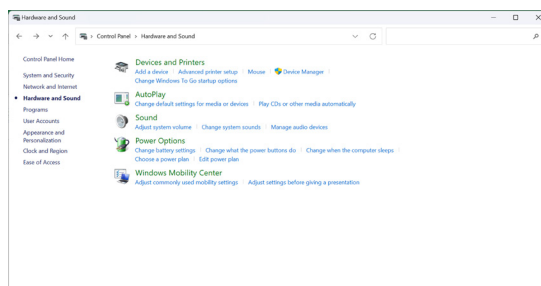 Hardware and Sound
Control Panel > Hardware and Sound
Control Panel Home
System and Security
Network and Internet
Hardware and Sound
Programs
User Accounts
Appearance and
Personalization
Clock and Region
Ease of Access
Devices and Printers
Add a device | Advanced printer setup | Mouse | Device Manager |
Change Windows To Go startup options
AutoPlay
Change default settings for media or devices | Play CDs or other media automatically
Sound
Adjust system volume | Change system sounds | Manage audio devices
Power Options
Change battery settings | Change what the power buttons do | Change when the computer sleeps
Choose a power plan | Edit power plan
Windows Mobility Center
Adjust commonly used mobility settings | Adjust settings before giving a presentation